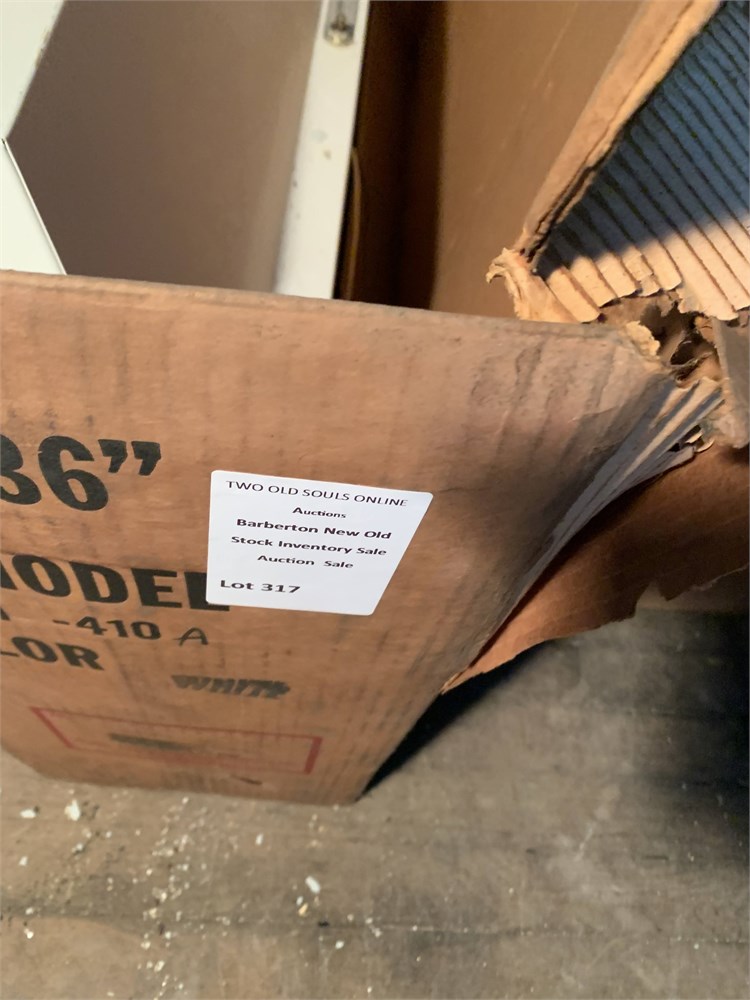 36”
TWO OLD SOULS ONLINE
Auctions
Barberton New Old
Stock Inventory Sale
Auction Sale
Lot 317
MODEL
-410 A
LOR
WHITE